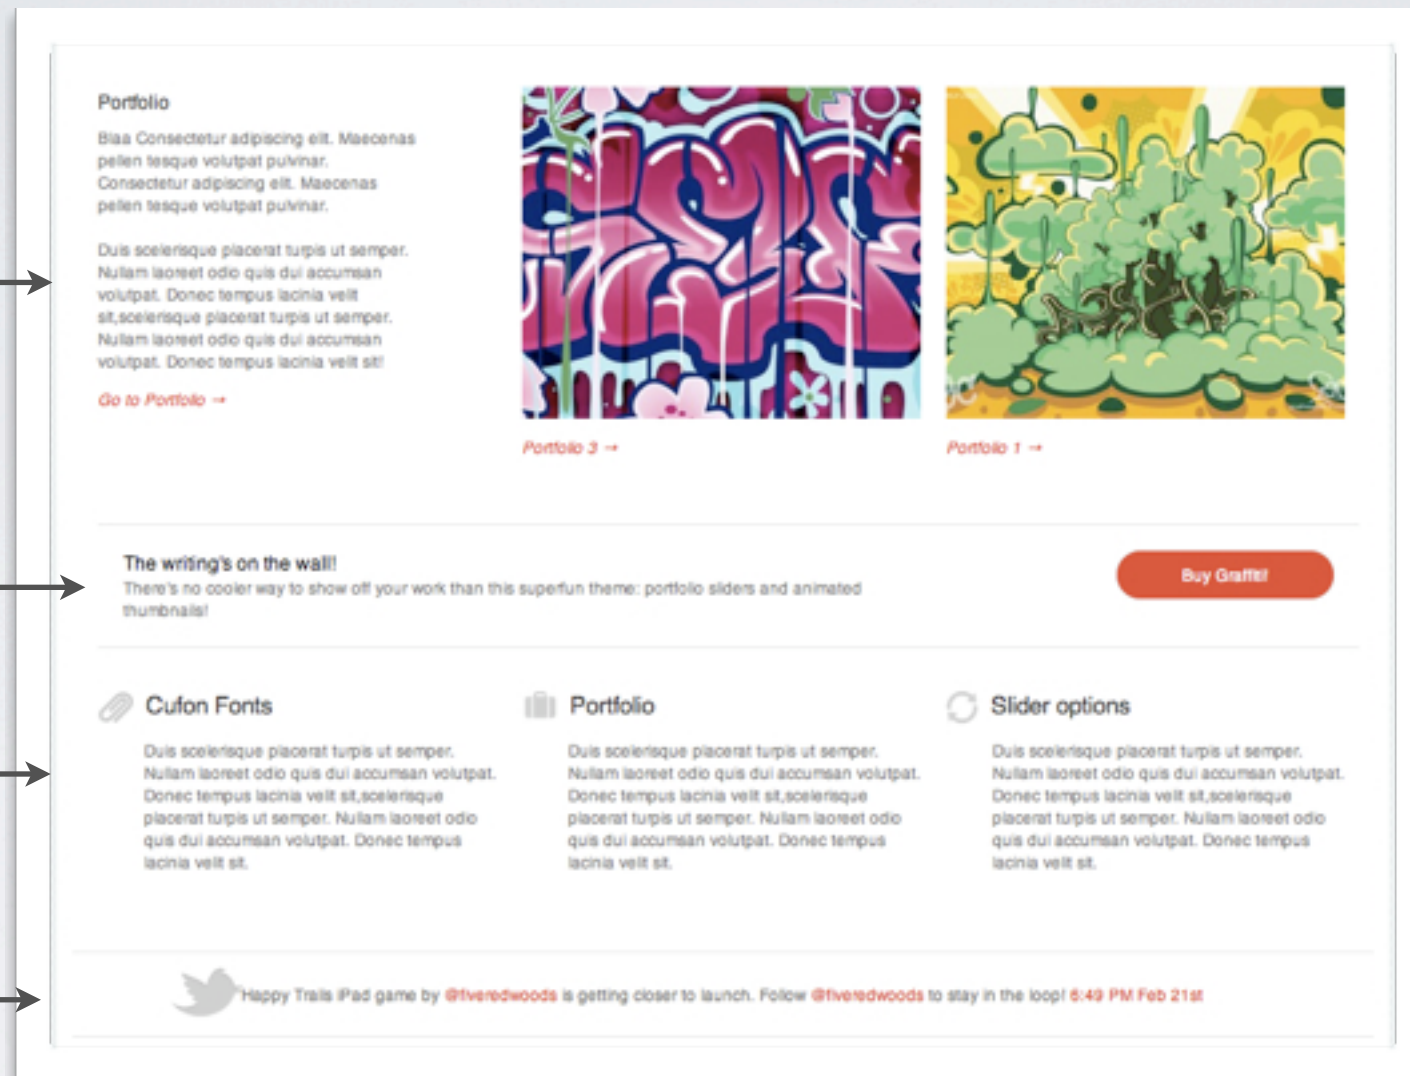 Portfolio
Blaa Consectetur adipiscing elit. Maecenas
pellen tesque volutpat pulvinar.
Consectetur adipiscing elit. Maecenas
pellen tesque volutpat pulvinar.
Duis scelerisque placerat turpis ut semper.
Nullam laoreet odio quis dui accumsan
volutpat. Donec tempus lacinia velit
sit,scelerisque placerat turpis ut semper.
Nullam laoreet odio quis dui accumsan
volutpat. Donec tempus lacinia velit sit!
Go to Portfolio →
Portfolio 3 →
Portfolio 1 →
The writing's on the wall!
There's no cooler way to show off your work than this superfun theme: portfolio sliders and animated
thumbnails!
Buy Graffiti!
Cufon Fonts
Duis scelerisque placerat turpis ut semper.
Nullam laoreet odio quis dui accumsan volutpat.
Donec tempus lacinia velit sit,scelerisque
placerat turpis ut semper. Nullam laoreet odio
quis dui accumsan volutpat. Donec tempus
lacinia velit sit.
Portfolio
Duis scelerisque placerat turpis ut semper.
Nullam laoreet odio quis dui accumsan volutpat.
Donec tempus lacinia velit sit,scelerisque
placerat turpis ut semper. Nullam laoreet odio
quis dui accumsan volutpat. Donec tempus
lacinia velit sit.
Slider options
Duis scelerisque placerat turpis ut semper.
Nullam laoreet odio quis dui accumsan volutpat.
Donec tempus lacinia velit sit,scelerisque
placerat turpis ut semper. Nullam laoreet odio
quis dui accumsan volutpat. Donec tempus
lacinia velit sit.
Happy Trails iPad game by @fiveredwoods is getting closer to launch. Follow @fiveredwoods to stay in the loop! 6:49 PM Feb 21st